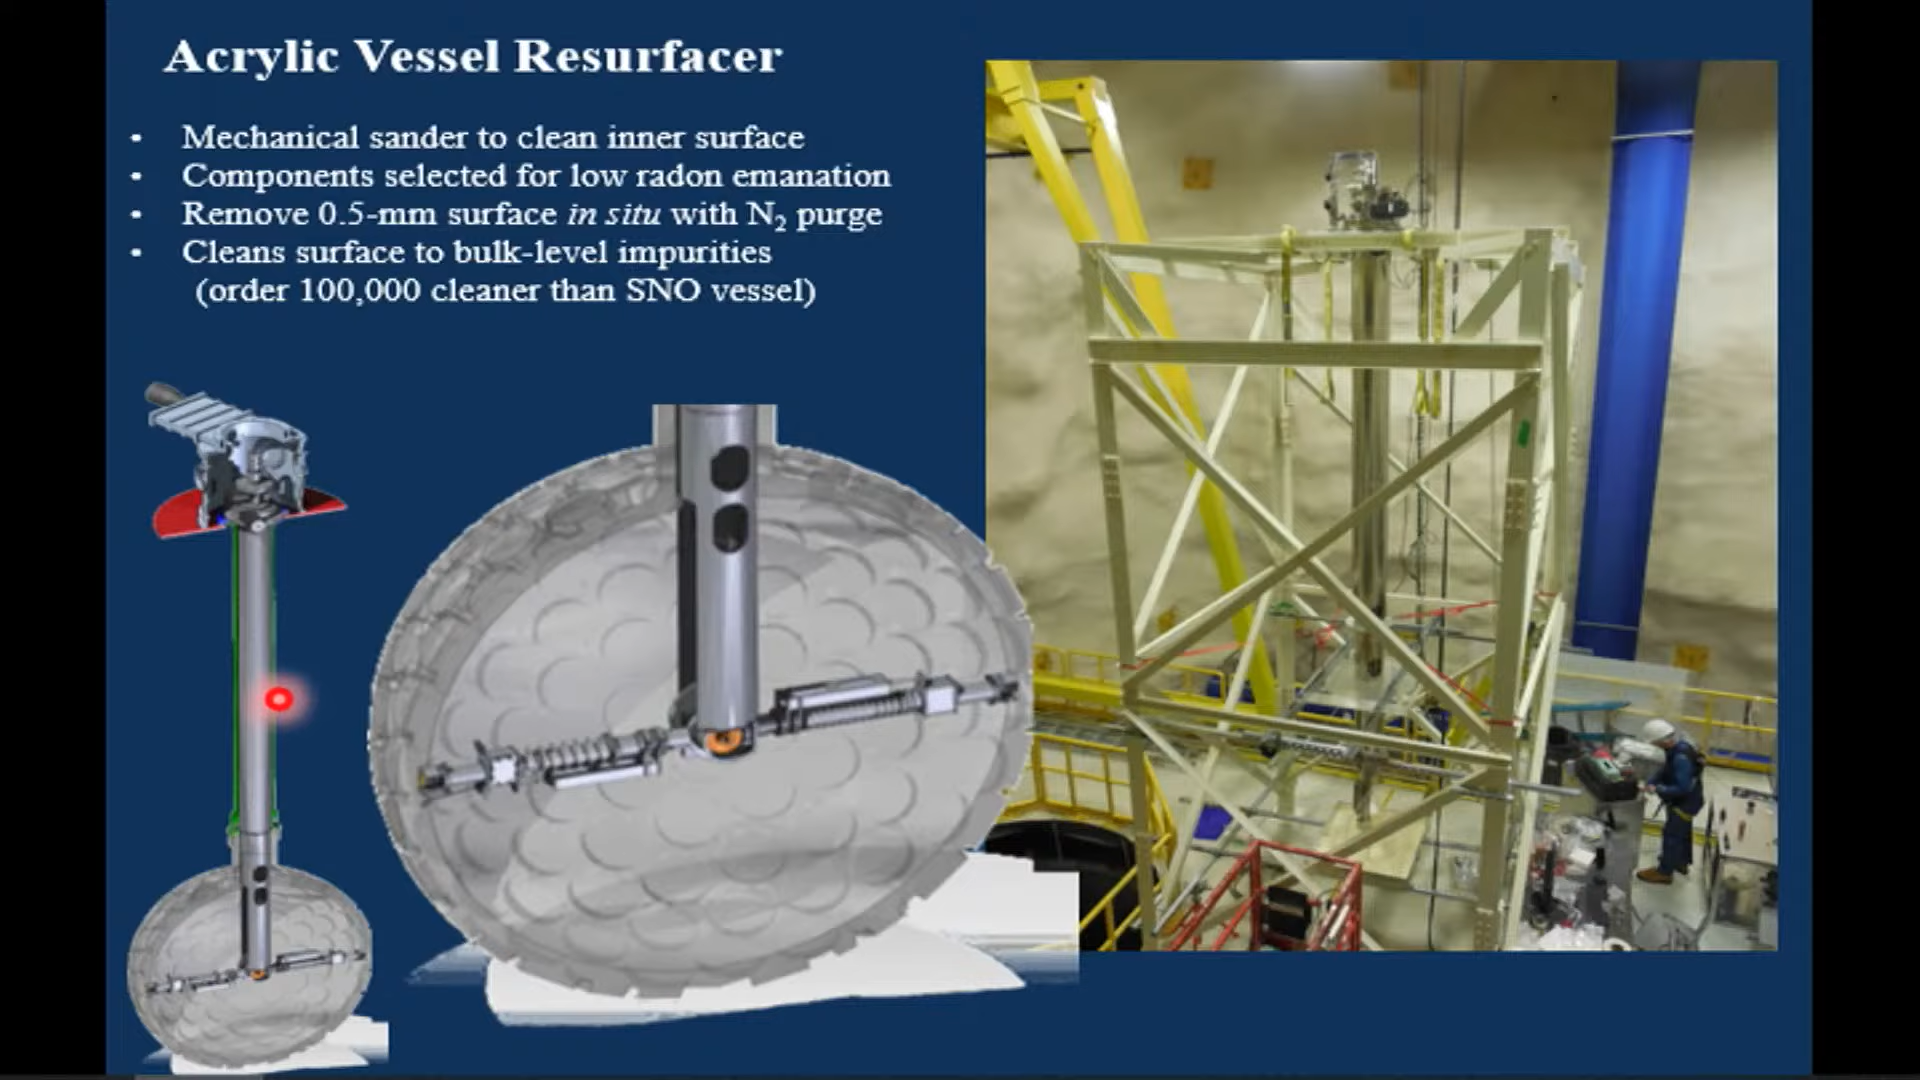 Acrylic Vessel Resurfacer
• Mechanical sander to clean inner surface
• Components selected for low radon emanation
• Remove 0.5-mm surface in situ with N₂ purge
• Cleans surface to bulk-level impurities
(order 100,000 cleaner than SNO vessel)